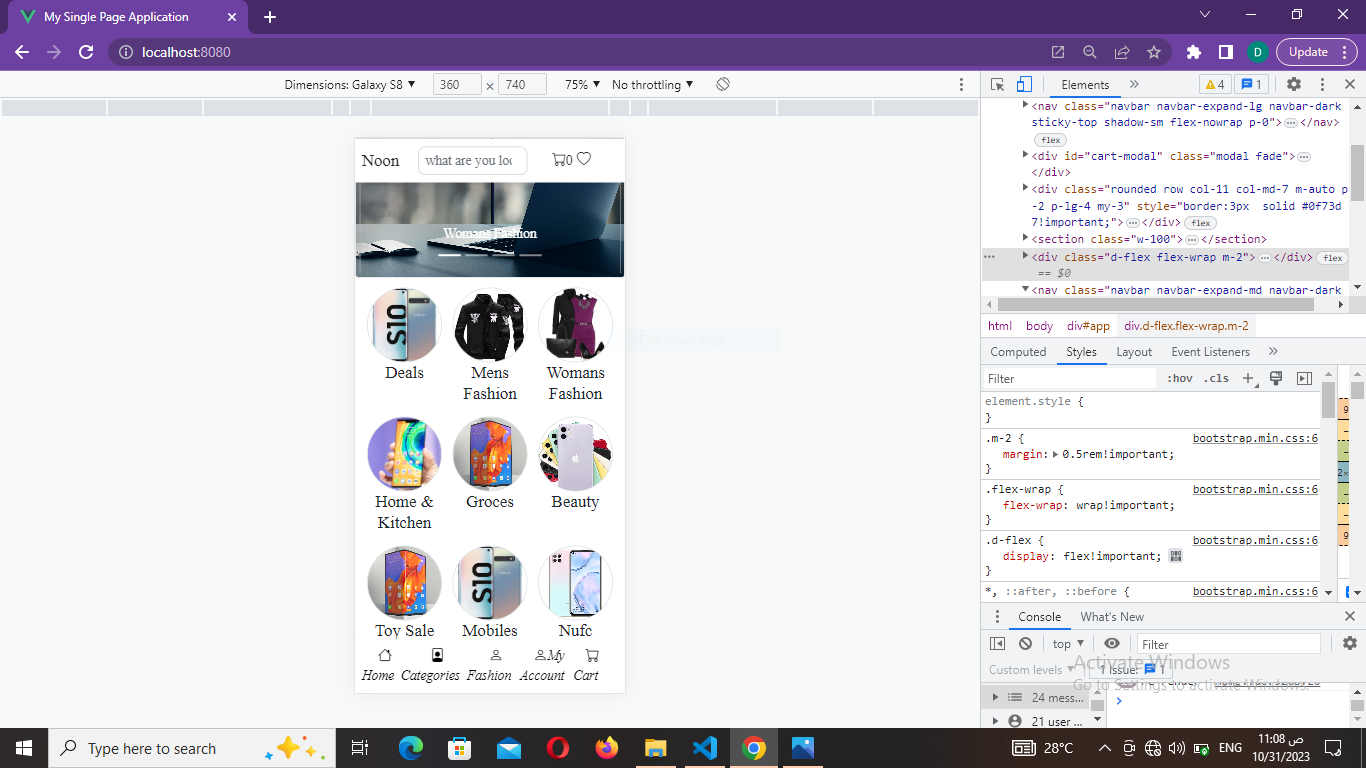 My Single Page Application
localhost:8080
D
Update
Dimensions: Galaxy S8
360
×
740
75%
No throttling
Elements
4
1
Noon
what are you loo
0
Womans Fashion
Deals
Mens Fashion
Womans Fashion
Home & Kitchen
Groces
Beauty
Toy Sale
Mobiles
Nufc
Home
Categories
Fashion
My Account
Cart
<nav class="navbar navbar-expand-lg navbar-dark
sticky-top shadow-sm flex-nowrap p-0">…</nav>
flex
<div id="cart-modal" class="modal fade">…
</div>
<div class="rounded row col-11 col-md-7 m-auto p
-2 p-lg-4 my-3" style="border:3px  solid #0f73d
7!important;">…</div> flex
<section class="w-100">…</section>
<div class="d-flex flex-wrap m-2">…</div> flex
== $0
<nav class="navbar navbar-expand-md navbar-dark
html body div#app div.d-flex.flex-wrap.m-2
Computed Styles Layout Event Listeners
Filter :hov .cls
element.style {
}
.m-2 { bootstrap.min.css:6
margin: 0.5rem!important;
}
.flex-wrap { bootstrap.min.css:6
flex-wrap: wrap!important;
}
.d-flex { bootstrap.min.css:6
display: flex!important;
}
*, ::after, ::before { bootstrap.min.css:6
Console What's New
top Filter
Custom levels 1 Issue: 1
Activate Windows
Go to Settings to activate Windows.
24 mess...
21 user ...
Type here to search
28°C
ENG
11:08 ص
10/31/2023